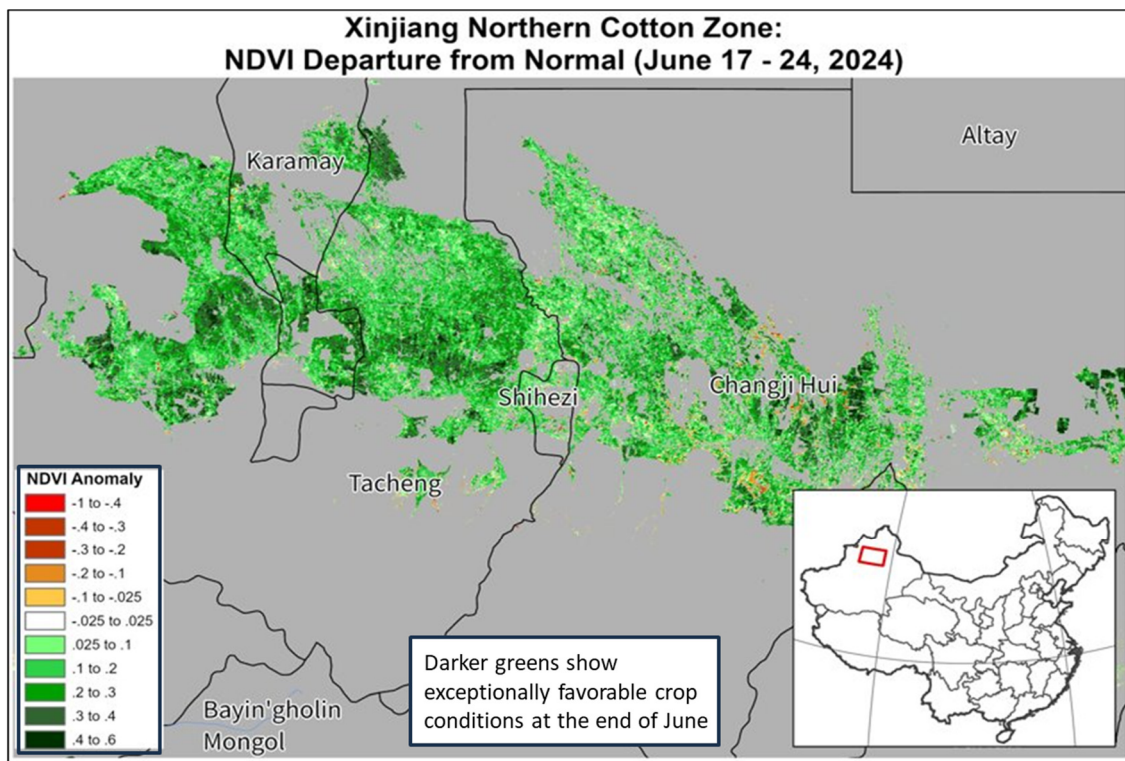 Xinjiang Northern Cotton Zone:
NDVI Departure from Normal (June 17 - 24, 2024)
Altay
Karamay
Changji Hui
Shihezi
Tacheng
NDVI Anomaly
-1 to -.4
-.4 to -.3
-.3 to -.2
-.2 to -.1
-.1 to -.025
-.025 to .025
.025 to .1
.1 to .2
.2 to .3
.3 to .4
.4 to .6
Bayin'gholin
Mongol
Darker greens show
exceptionally favorable crop
conditions at the end of June